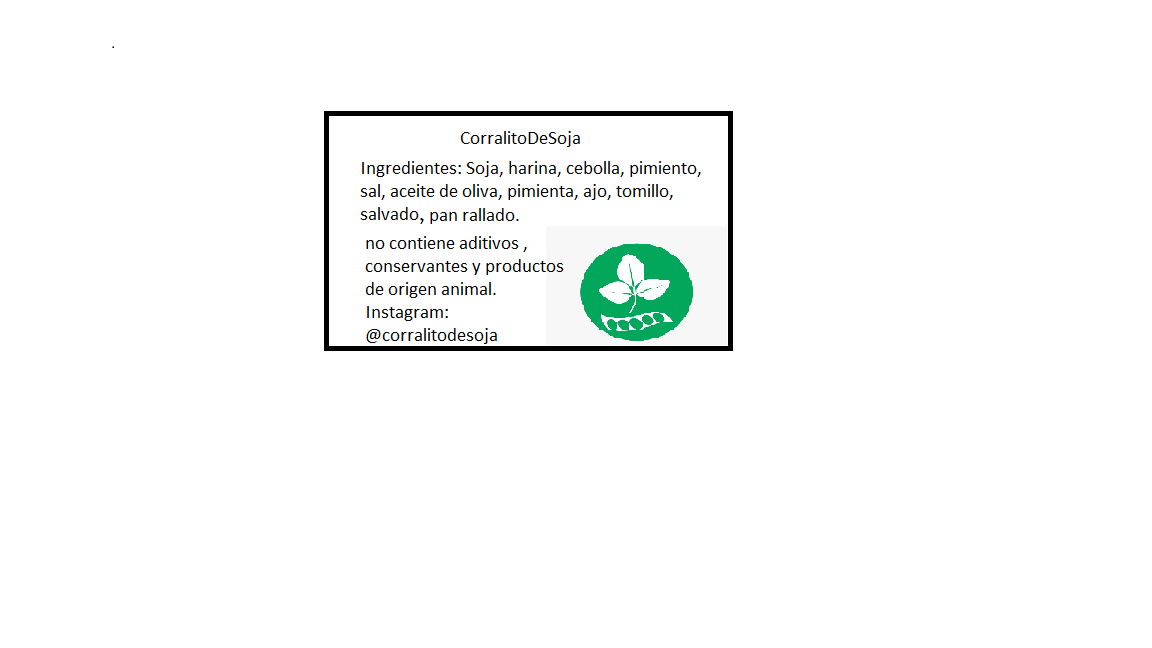 CorralitoDeSoja
Ingredientes: Soja, harina, cebolla, pimiento,
sal, aceite de oliva, pimienta, ajo, tomillo,
salvado, pan rallado.
no contiene aditivos ,
conservantes y productos
de origen animal.
Instagram:
@corralitodesoja